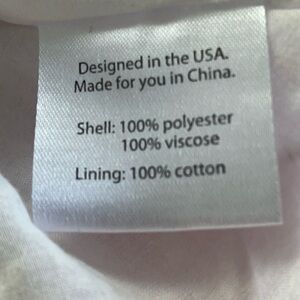 Designed in the USA.
Made for you in China.
Shell: 100% polyester
100% viscose
Lining: 100% cotton